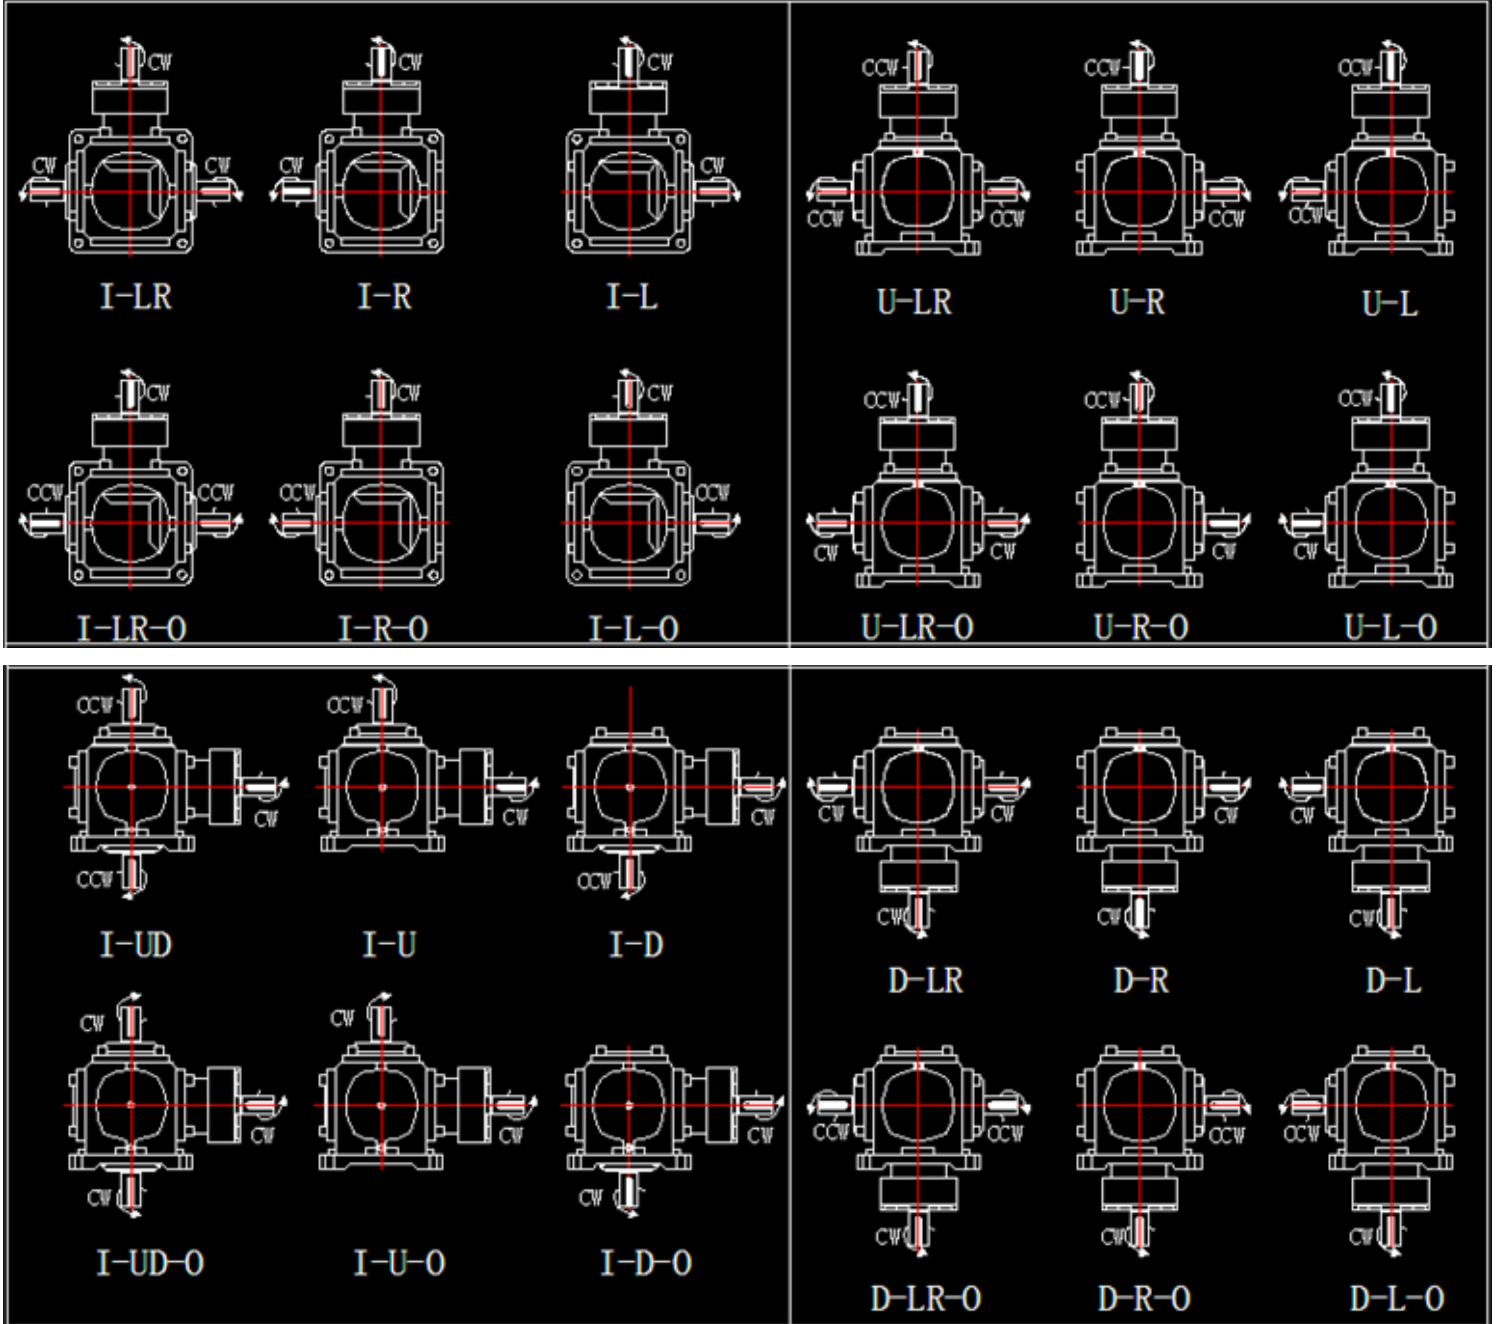 CW CW CW CCW CCW CCW
CW CW CW CW
CCW CCW CCW CCW
I-LR I-R I-L U-LR U-R U-L
CW CW CW CCW CCW CCW
CCW CCW CCW CCW
CW CW CW CW
I-LR-O I-R-O I-L-O U-LR-O U-R-O U-L-O
CCW CCW
CW CW CW CW CW CW CW
CCW CCW
CW CW CW
I-UD I-U I-D
D-LR D-R D-L
CW CW
CW CW CW CCW CCW CCW CCW
CW CW
CW CW CW
I-UD-O I-U-O I-D-O
D-LR-O D-R-O D-L-O